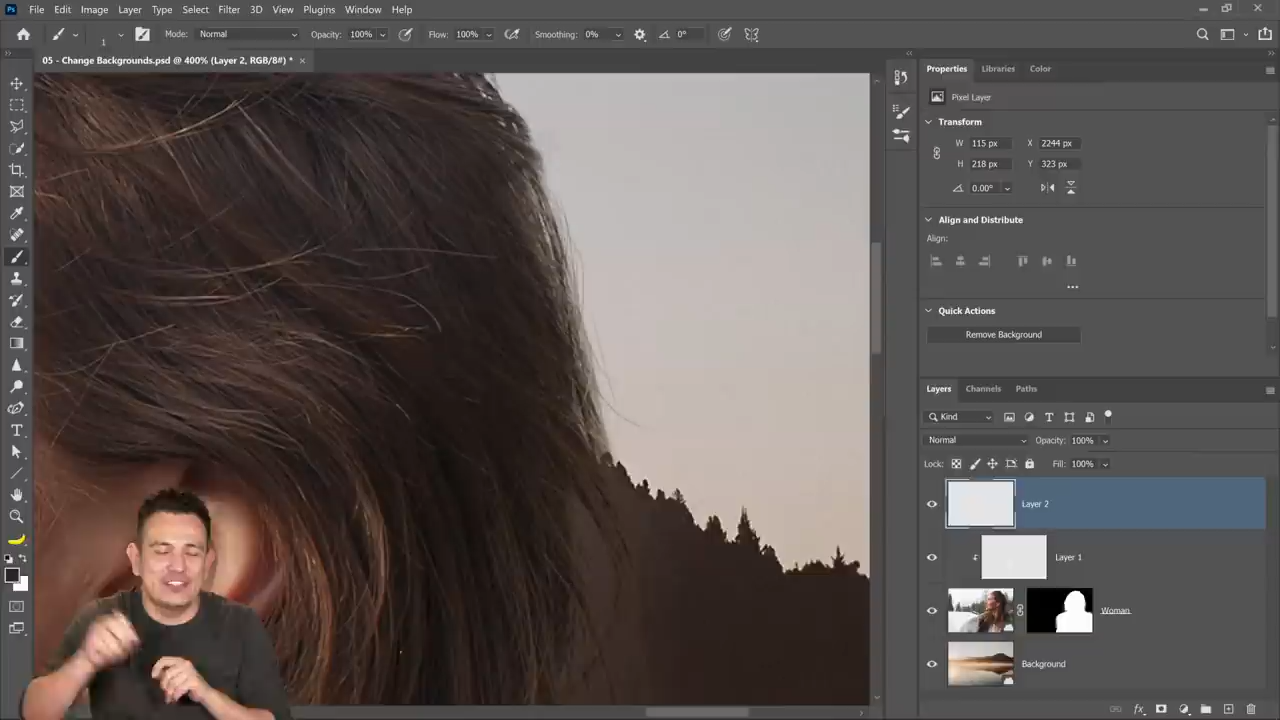 Ps File Edit Image Layer Type Select Filter 3D View Plugins Window Help
1 Mode: Normal Opacity: 100% Flow: 100% Smoothing: 0% 0°
05 - Change Backgrounds.psd @ 400% (Layer 2, RGB/8#) *
Properties Libraries Color
Pixel Layer
Transform
W 115 px X 2244 px
H 218 px Y 323 px
0.00°
Align and Distribute
Align:
Quick Actions
Remove Background
Layers Channels Paths
Kind
Normal Opacity: 100%
Lock: Fill: 100%
Layer 2
Layer 1
Woman
Background
fx